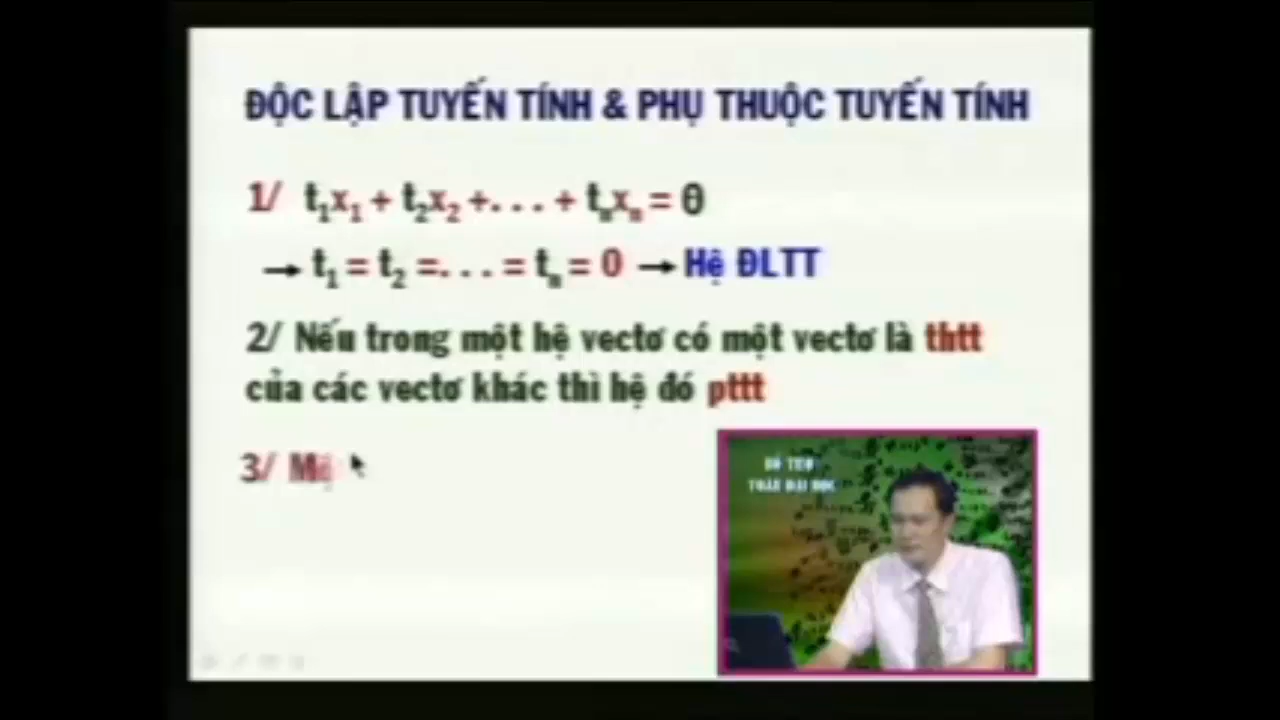 ĐỘC LẬP TUYẾN TÍNH & PHỤ THUỘC TUYẾN TÍNH
1/ t₁x₁ + t₂x₂ +. . . + tₙxₙ = θ
→ t₁ = t₂ =. . . = tₙ = 0 → Hệ ĐLTT
2/ Nếu trong một hệ vectơ có một vectơ là thtt
của các vectơ khác thì hệ đó pttt
3/